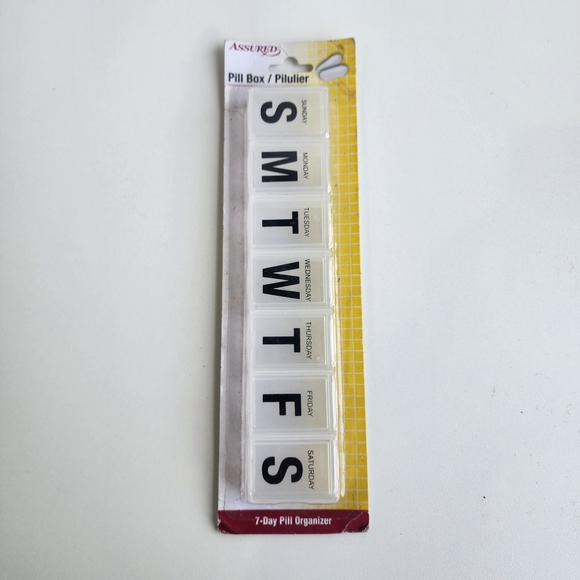 ASSURED
Pill Box / Pilulier
SUNDAY
S
MONDAY
M
TUESDAY
T
WEDNESDAY
W
THURSDAY
T
FRIDAY
F
SATURDAY
S
7-Day Pill Organizer